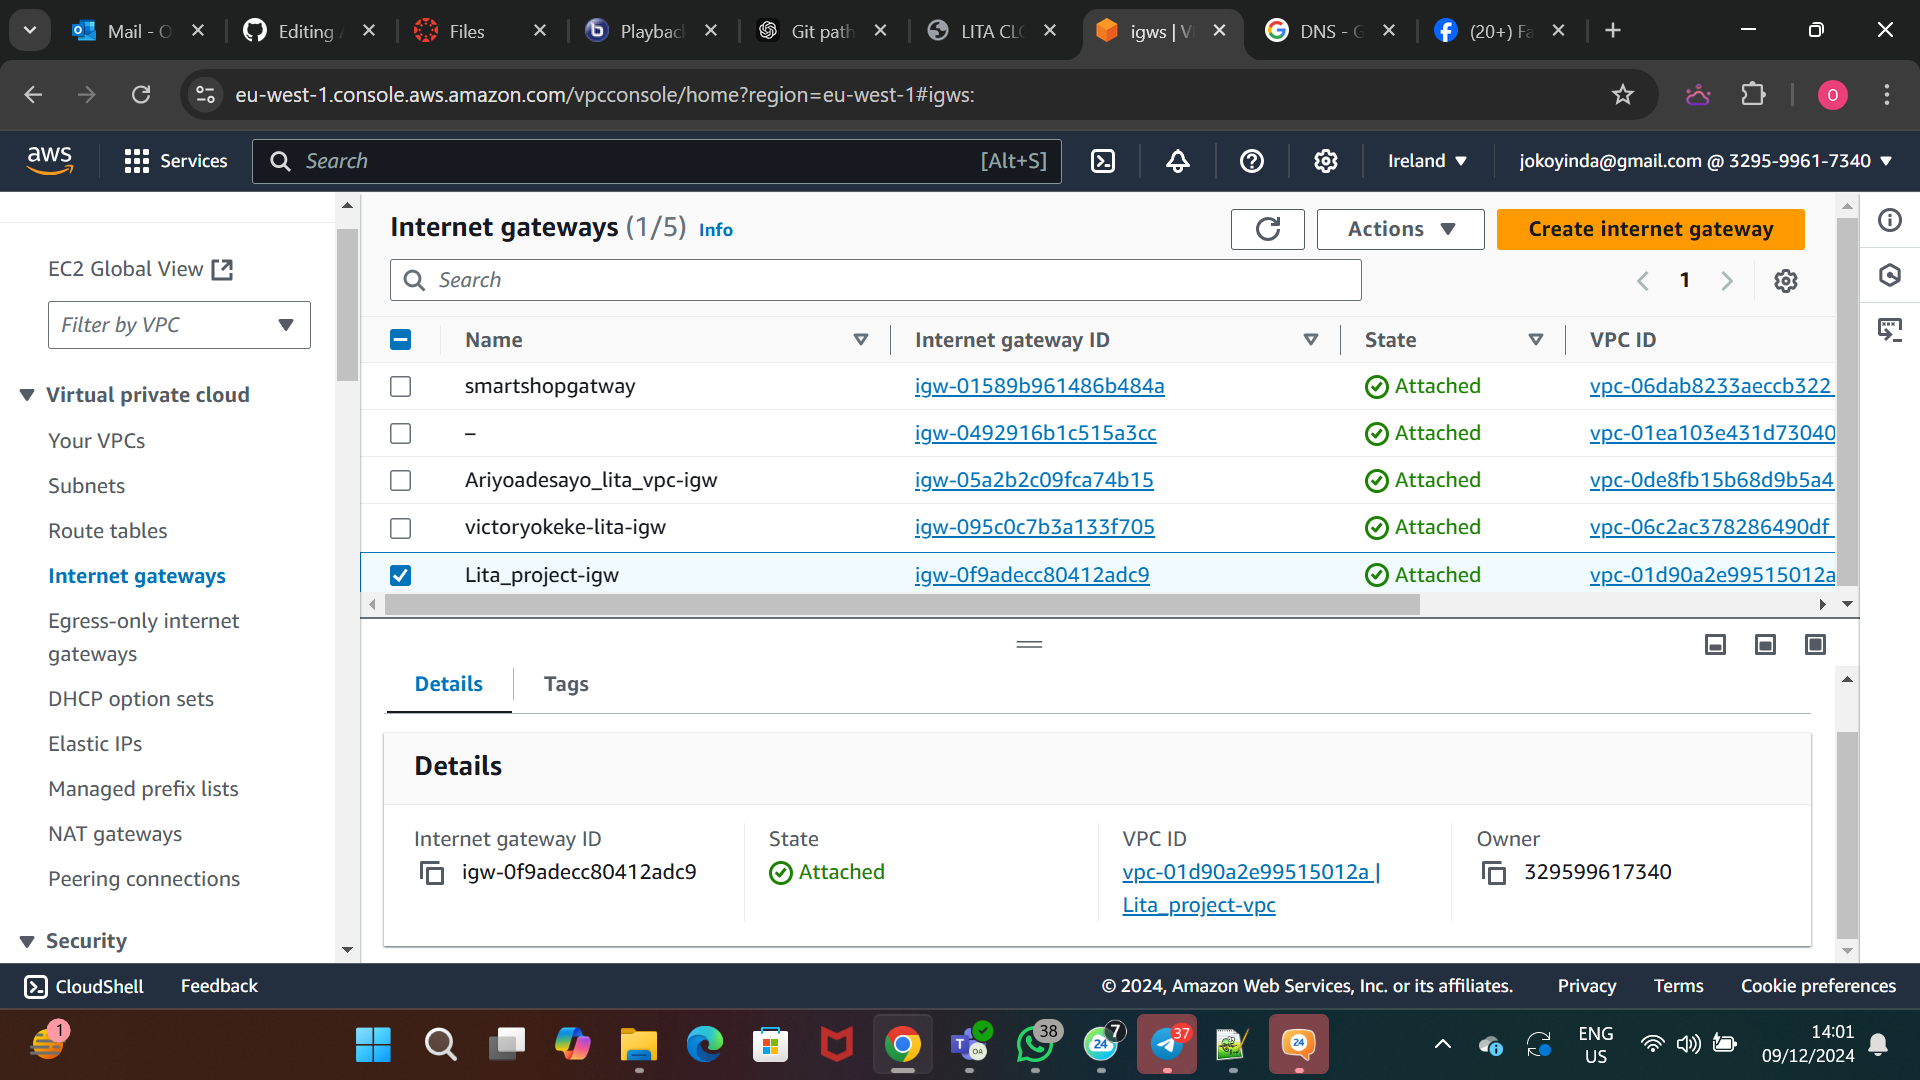 Mail - O
Editing A
Files
Playbac
Git path
LITA CLO
igws | V
DNS - G
(20+) Fa
eu-west-1.console.aws.amazon.com/vpcconsole/home?region=eu-west-1#igws:
O
aws
Services
Search
[Alt+S]
Ireland
jokoyinda@gmail.com @ 3295-9961-7340
EC2 Global View
Filter by VPC
Virtual private cloud
Your VPCs
Subnets
Route tables
Internet gateways
Egress-only internet
gateways
DHCP option sets
Elastic IPs
Managed prefix lists
NAT gateways
Peering connections
Security
Internet gateways (1/5) Info
Actions
Create internet gateway
Search
1
Name Internet gateway ID State VPC ID
smartshopgatway igw-01589b961486b484a Attached vpc-06dab8233aeccb322
– igw-0492916b1c515a3cc Attached vpc-01ea103e431d73040
Ariyoadesayo_lita_vpc-igw igw-05a2b2c09fca74b15 Attached vpc-0de8fb15b68d9b5a4
victoryokeke-lita-igw igw-095c0c7b3a133f705 Attached vpc-06c2ac378286490df
Lita_project-igw igw-0f9adecc80412adc9 Attached vpc-01d90a2e99515012a
Details Tags
Details
Internet gateway ID State VPC ID Owner
igw-0f9adecc80412adc9 Attached vpc-01d90a2e99515012a | 329599617340
Lita_project-vpc
CloudShell Feedback © 2024, Amazon Web Services, Inc. or its affiliates. Privacy Terms Cookie preferences
1
T
OA
38
24
7
37
24
ENG
US
14:01
09/12/2024